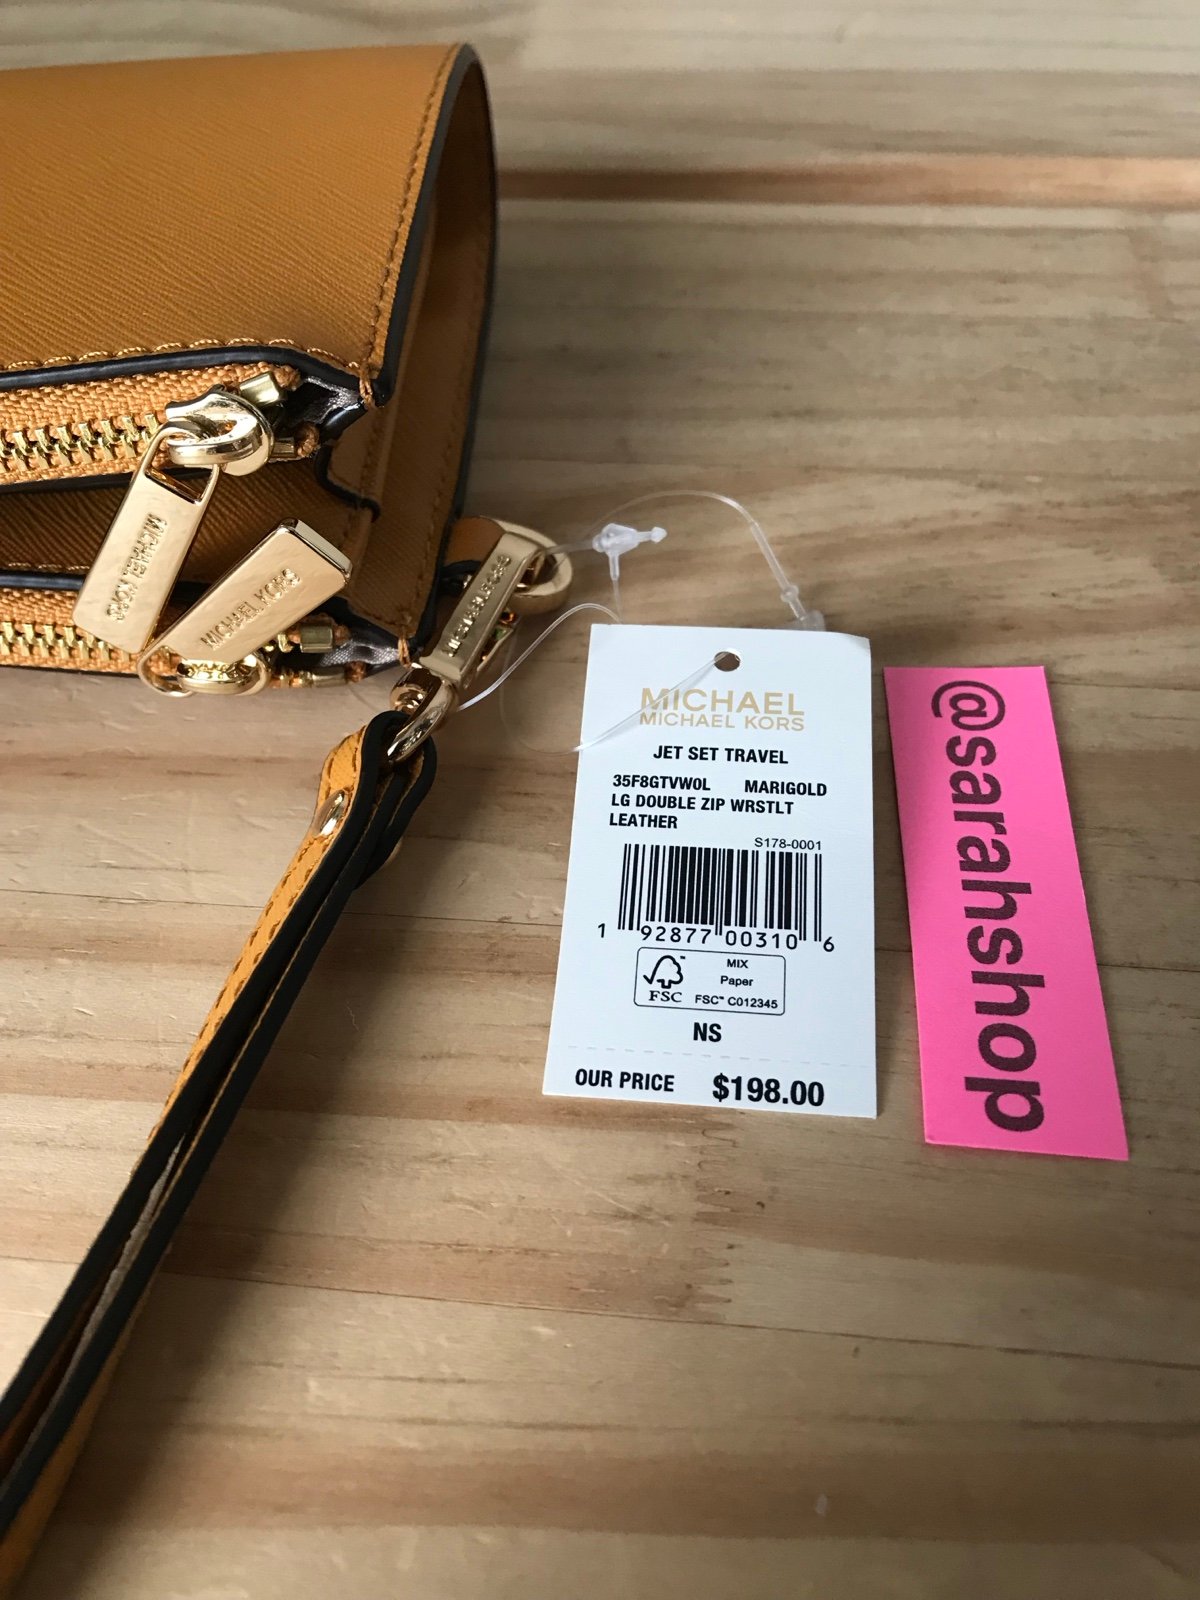 MICHAEL KORS
MICHAEL KORS
MICHAEL KORS
MICHAEL
MICHAEL KORS
JET SET TRAVEL
35F8GTVW0L MARIGOLD
LG DOUBLE ZIP WRSTLT
LEATHER
S178-0001
1 92877 00310 6
FSC™
MIX
Paper
FSC™ C012345
NS
OUR PRICE $198.00
@sarahshop